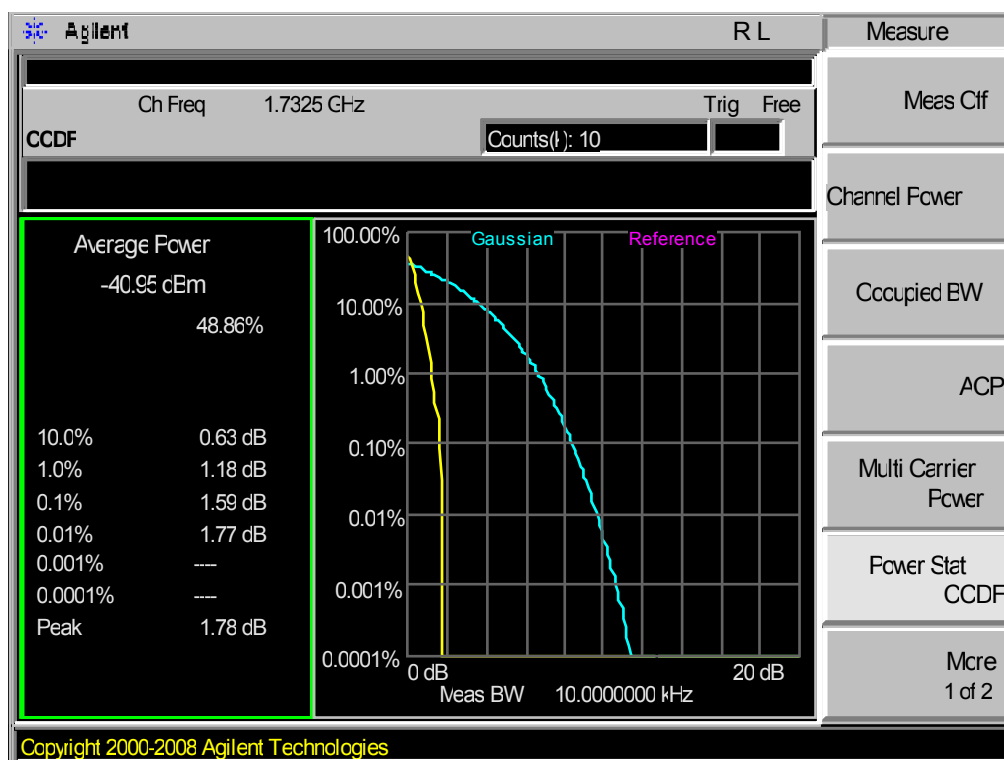 Agilent R L Measure
Ch Freq 1.7325 GHz Trig Free
CCDF Counts(k): 10
Average Power
-40.95 dBm
48.86%
10.0% 0.63 dB
1.0% 1.18 dB
0.1% 1.59 dB
0.01% 1.77 dB
0.001% ----
0.0001% ----
Peak 1.78 dB
Gaussian Reference
100.00%
10.00%
1.00%
0.10%
0.01%
0.001%
0.0001%
0 dB 20 dB
Meas BW 10.0000000 kHz
Meas Off
Channel Power
Occupied BW
ACP
Multi Carrier
Power
Power Stat
CCDF
More
1 of 2
Copyright 2000-2008 Agilent Technologies